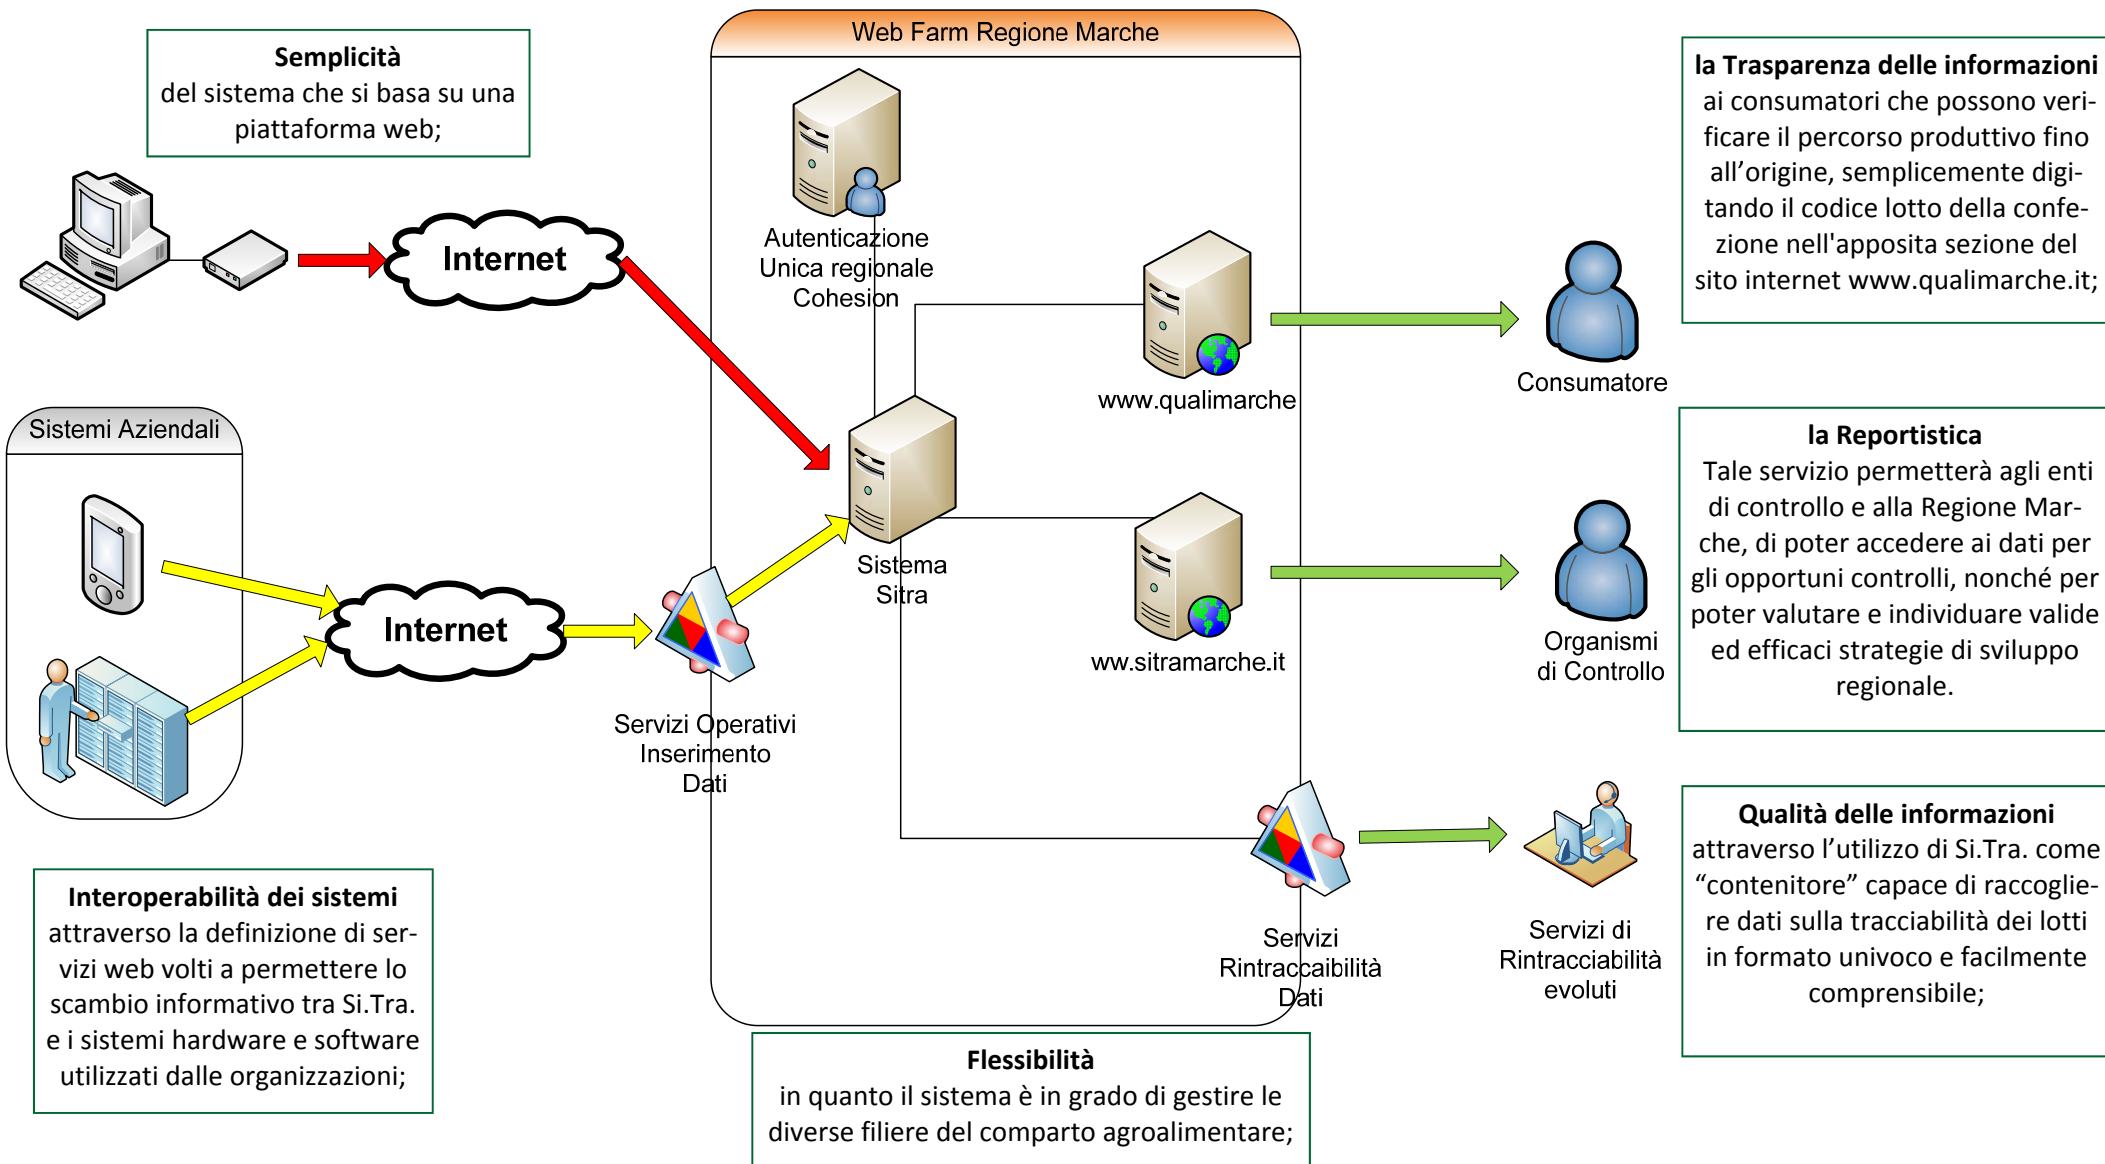 Semplicità
del sistema che si basa su una
piattaforma web;
Web Farm Regione Marche
la Trasparenza delle informazioni
ai consumatori che possono veri-
ficare il percorso produttivo fino
all’origine, semplicemente digi-
tando il codice lotto della confe-
zione nell'apposita sezione del
sito internet www.qualimarche.it;
Internet
Autenticazione
Unica regionale
Cohesion
www.qualimarche
Consumatore
Sistemi Aziendali
Internet
Sistema
Sitra
Servizi Operativi
Inserimento
Dati
ww.sitramarche.it
Organismi
di Controllo
la Reportistica
Tale servizio permetterà agli enti
di controllo e alla Regione Mar-
che, di poter accedere ai dati per
gli opportuni controlli, nonché per
poter valutare e individuare valide
ed efficaci strategie di sviluppo
regionale.
Interoperabilità dei sistemi
attraverso la definizione di ser-
vizi web volti a permettere lo
scambio informativo tra Si.Tra.
e i sistemi hardware e software
utilizzati dalle organizzazioni;
Servizi
Rintraccaibilità
Dati
Servizi di
Rintracciabilità
evoluti
Qualità delle informazioni
attraverso l’utilizzo di Si.Tra. come
“contenitore” capace di raccoglie-
re dati sulla tracciabilità dei lotti
in formato univoco e facilmente
comprensibile;
Flessibilità
in quanto il sistema è in grado di gestire le
diverse filiere del comparto agroalimentare;